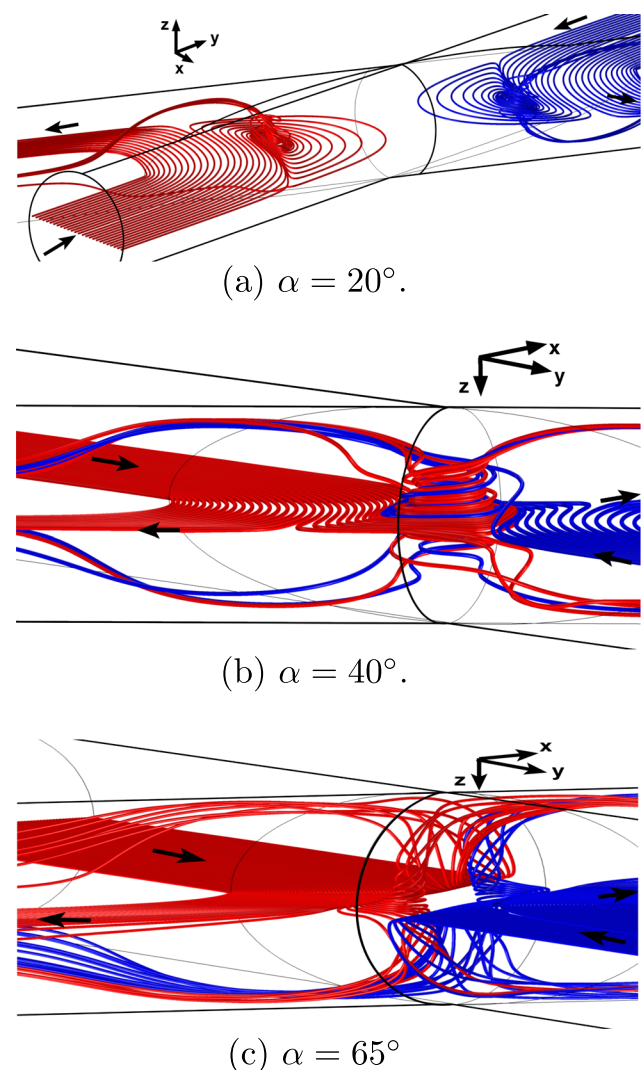 z
y
x
(a) α = 20°.
x
z
y
(b) α = 40°.
x
z
y
(c) α = 65°